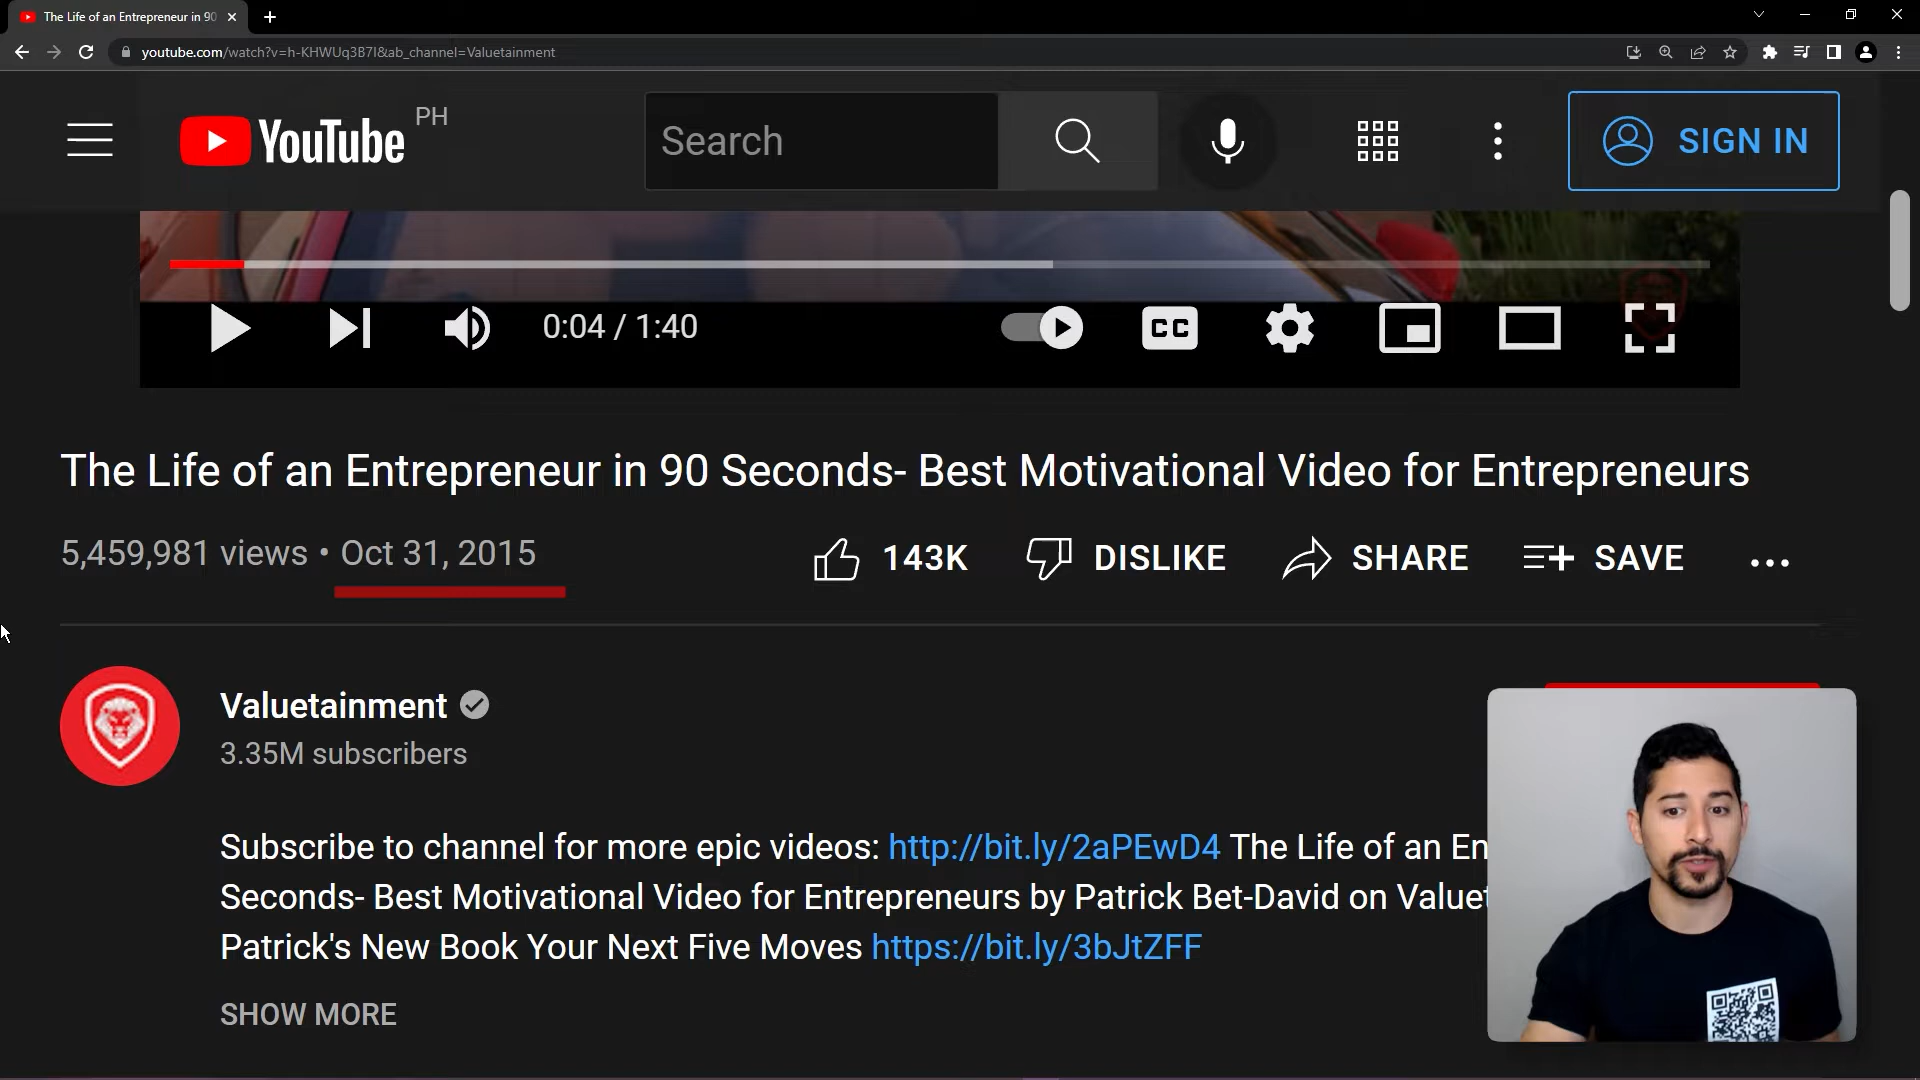 The Life of an Entrepreneur in 90
youtube.com/watch?v=h-KHWUq3B7I&ab_channel=Valuetainment
YouTube PH
Search
SIGN IN
0:04 / 1:40
CC
The Life of an Entrepreneur in 90 Seconds- Best Motivational Video for Entrepreneurs
5,459,981 views • Oct 31, 2015
143K
DISLIKE
SHARE
SAVE
Valuetainment
3.35M subscribers
Subscribe to channel for more epic videos: http://bit.ly/2aPEwD4 The Life of an En
Seconds- Best Motivational Video for Entrepreneurs by Patrick Bet-David on Valuet
Patrick's New Book Your Next Five Moves https://bit.ly/3bJtZFF
SHOW MORE